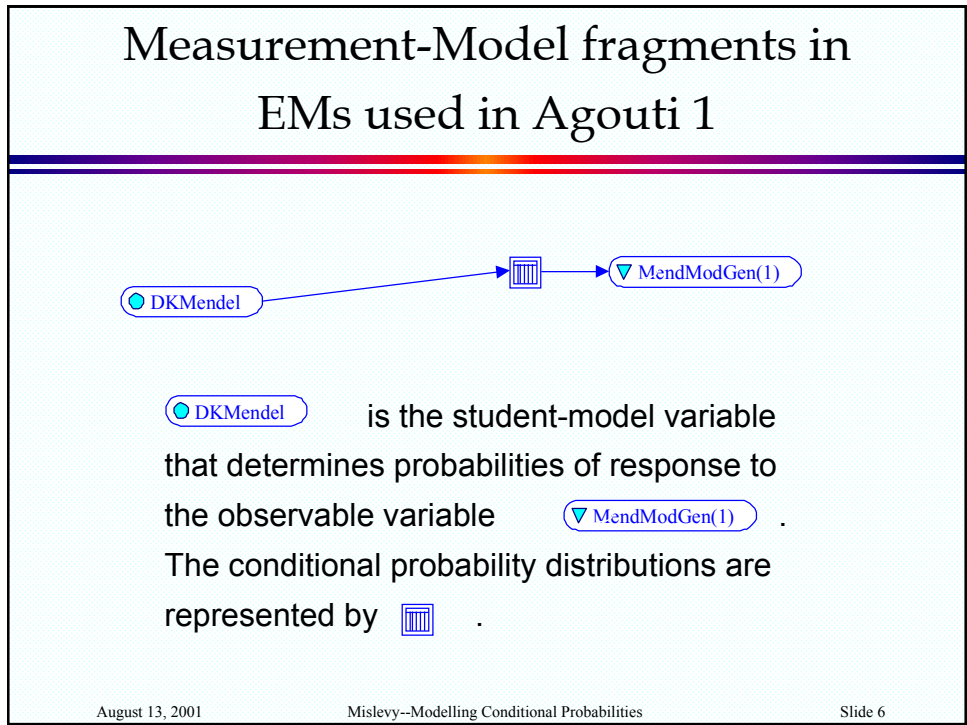 Measurement-Model fragments in
EMs used in Agouti 1
MendModGen(1)
DKMendel
DKMendel is the student-model variable
that determines probabilities of response to
the observable variable MendModGen(1) .
The conditional probability distributions are
represented by .
August 13, 2001 Mislevy--Modelling Conditional Probabilities Slide 6